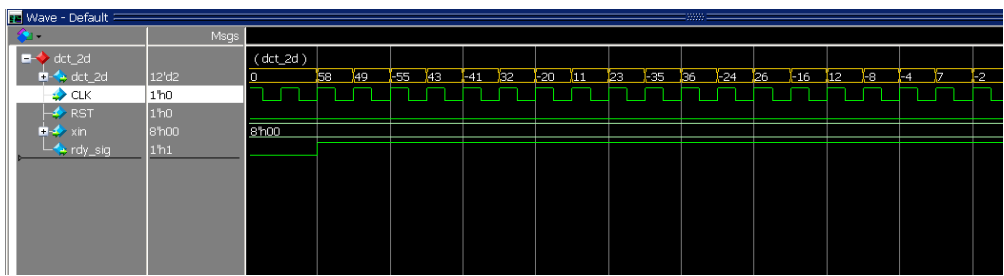 Wave - Default
Msgs
dct_2d
(dct_2d)
dct_2d 12'd2 0 58 49 -55 43 -41 32 -20 11 23 -35 36 -24 26 -16 12 -8 -4 7 -2
CLK 1'h0
RST 1'h0
xin 8'h00 8'h00
rdy_sig 1'h1